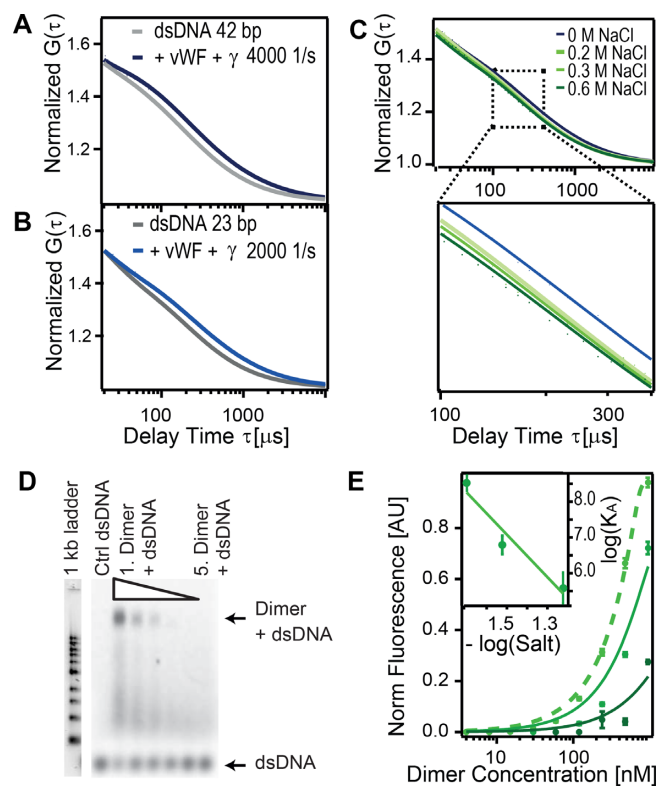 A
Normalized G(τ)
1.6
1.4
1.2
dsDNA 42 bp
+ vWF + γ 4000 1/s
B
Normalized G(τ)
1.6
1.4
1.2
dsDNA 23 bp
+ vWF + γ 2000 1/s
100
1000
Delay Time τ[µs]
C
Normalized G(τ)
1.4
1.2
1.0
0 M NaCl
0.2 M NaCl
0.3 M NaCl
0.6 M NaCl
100
1000
100
200
300
Delay Time τ[µs]
D
1 kb ladder
Ctrl dsDNA
1. Dimer
+ dsDNA
5. Dimer
+ dsDNA
Dimer
+ dsDNA
dsDNA
E
Norm Fluorescence [AU]
0.8
0.6
0.4
0.2
0.0
8.0
7.0
6.0
log(KA)
1.5
1.3
- log(Salt)
10
100
Dimer Concentration [nM]